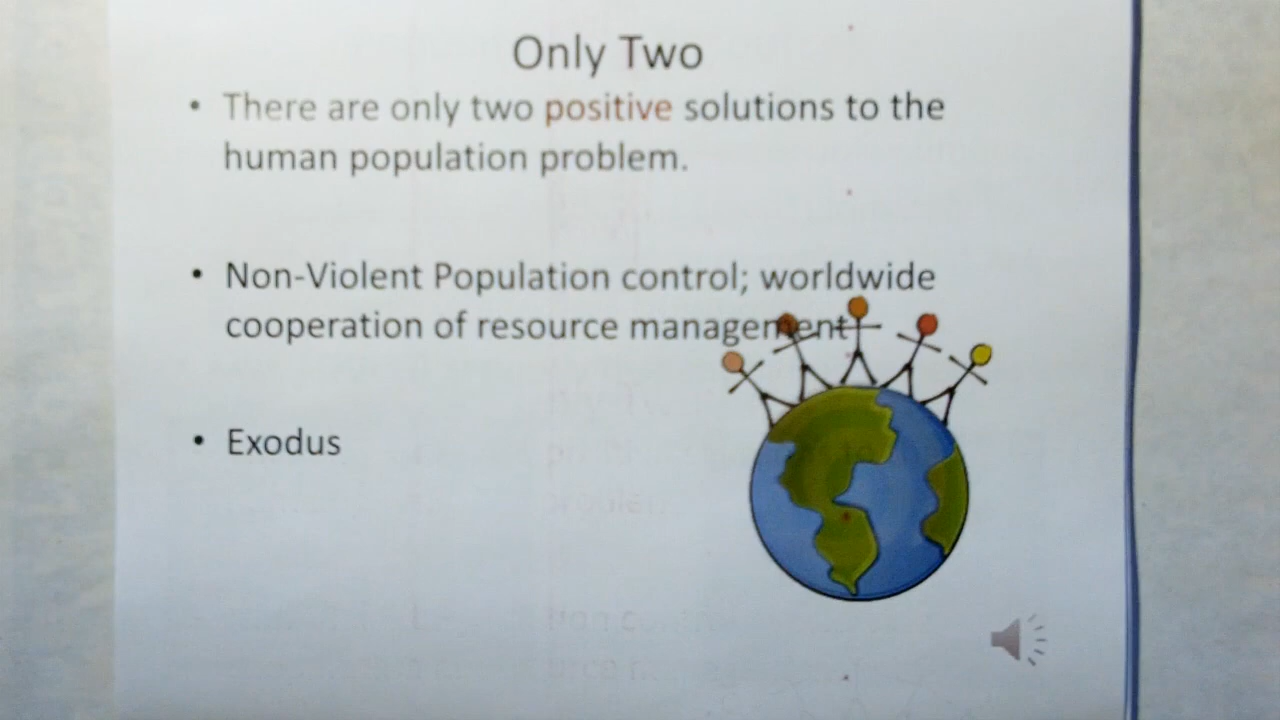 Only Two
• There are only two positive solutions to the
human population problem.
• Non-Violent Population control; worldwide
cooperation of resource management
• Exodus